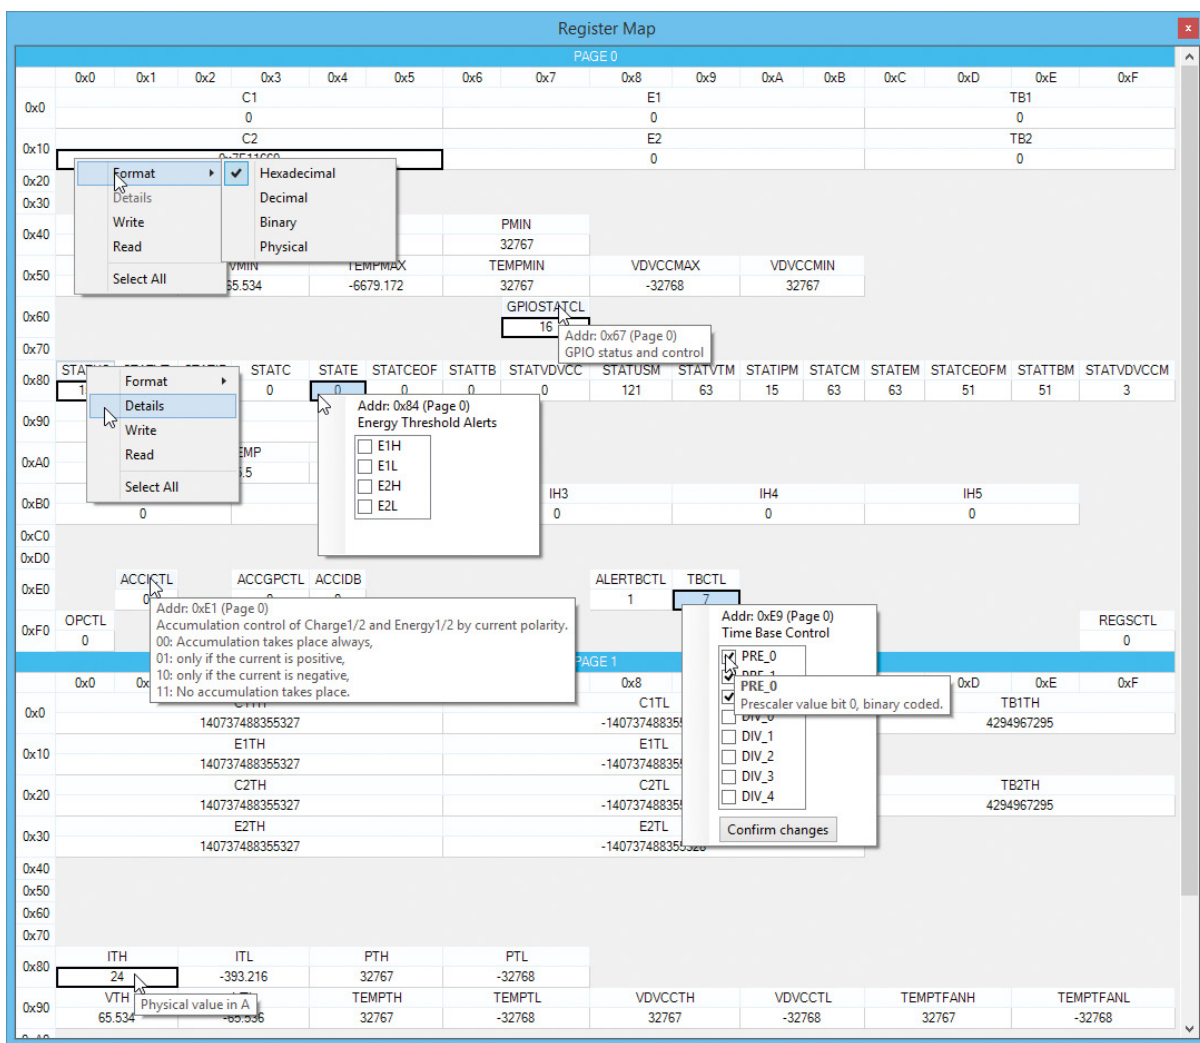 Register Map
x
PAGE 0
0x0 0x1 0x2 0x3 0x4 0x5 0x6 0x7 0x8 0x9 0xA 0xB 0xC 0xD 0xE 0xF
0x0 C1 E1 TB1
0 0 0
0x10 C2 E2 TB2
0 0
0x20
0x30
Format Hexadecimal
Details Decimal
Write Binary
Read Physical
Select All
0x40 PMIN
32767
0x50 TEMPMAX TEMPMIN VDVCCMAX VDVCCMIN
-6679.172 32767 -32768 32767
0x60 GPIOSTATCL
16
Addr: 0x67 (Page 0)
GPIO status and control
0x70
0x80 STATC STATE STATCEOF STATTB STATVDVCC STATUSM STATVTM STATIPM STATCM STATEM STATCEOFM STATTBM STATVDVCCM
0 0 0 0 0 121 63 15 63 63 51 51 3
Format
Details
Write
Read
Select All
Addr: 0x84 (Page 0)
Energy Threshold Alerts
E1H
E1L
E2H
E2L
0x90
0xA0
0xB0 IH3 IH4 IH5
0 0 0 0
0xC0
0xD0
0xE0 ACCICTL ACCGPCTL ACCIDB ALERTBCTL TBCTL
1 7
Addr: 0xE1 (Page 0)
Accumulation control of Charge1/2 and Energy1/2 by current polarity.
00: Accumulation takes place always,
01: only if the current is positive,
10: only if the current is negative,
11: No accumulation takes place.
Addr: 0xE9 (Page 0)
Time Base Control
PRE_0
PRE_0
Prescaler value bit 0, binary coded.
DIV_0
DIV_1
DIV_2
DIV_3
DIV_4
Confirm changes
0xF0 OPCTL REGSCTL
0 0
PAGE 1
0x0 0x8 0xD 0xE 0xF
0x0 C1TL TB1TH
140737488355327 4294967295
0x10 E1TH E1TL
140737488355327
0x20 C2TH C2TL TB2TH
140737488355327 4294967295
0x30 E2TH E2TL
140737488355327
0x40
0x50
0x60
0x70
0x80 ITH ITL PTH PTL
24 -393.216 32767 -32768
Physical value in A
0x90 VTH TEMPTH TEMPTL VDVCCTH VDVCCTL TEMPTFANH TEMPTFANL
65.534 -65.536 32767 -32768 32767 -32768 32767 -32768